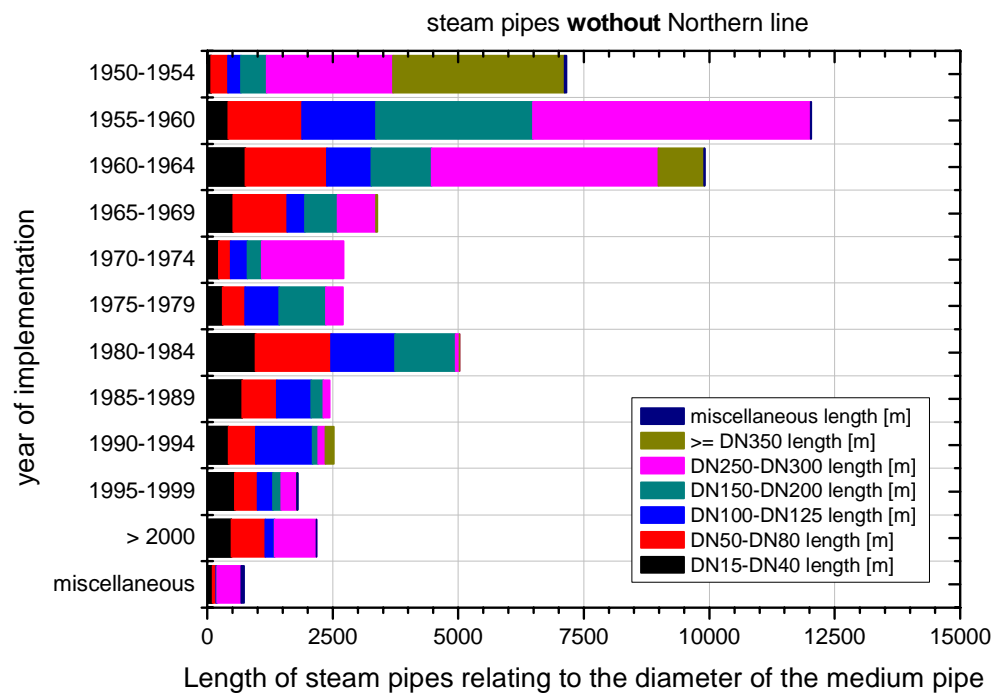 steam pipes wothout Northern line
year of implementation
1950-1954
1955-1960
1960-1964
1965-1969
1970-1974
1975-1979
1980-1984
1985-1989
1990-1994
1995-1999
> 2000
miscellaneous
miscellaneous length [m]
>= DN350 length [m]
DN250-DN300 length [m]
DN150-DN200 length [m]
DN100-DN125 length [m]
DN50-DN80 length [m]
DN15-DN40 length [m]
0 2500 5000 7500 10000 12500 15000
Length of steam pipes relating to the diameter of the medium pipe